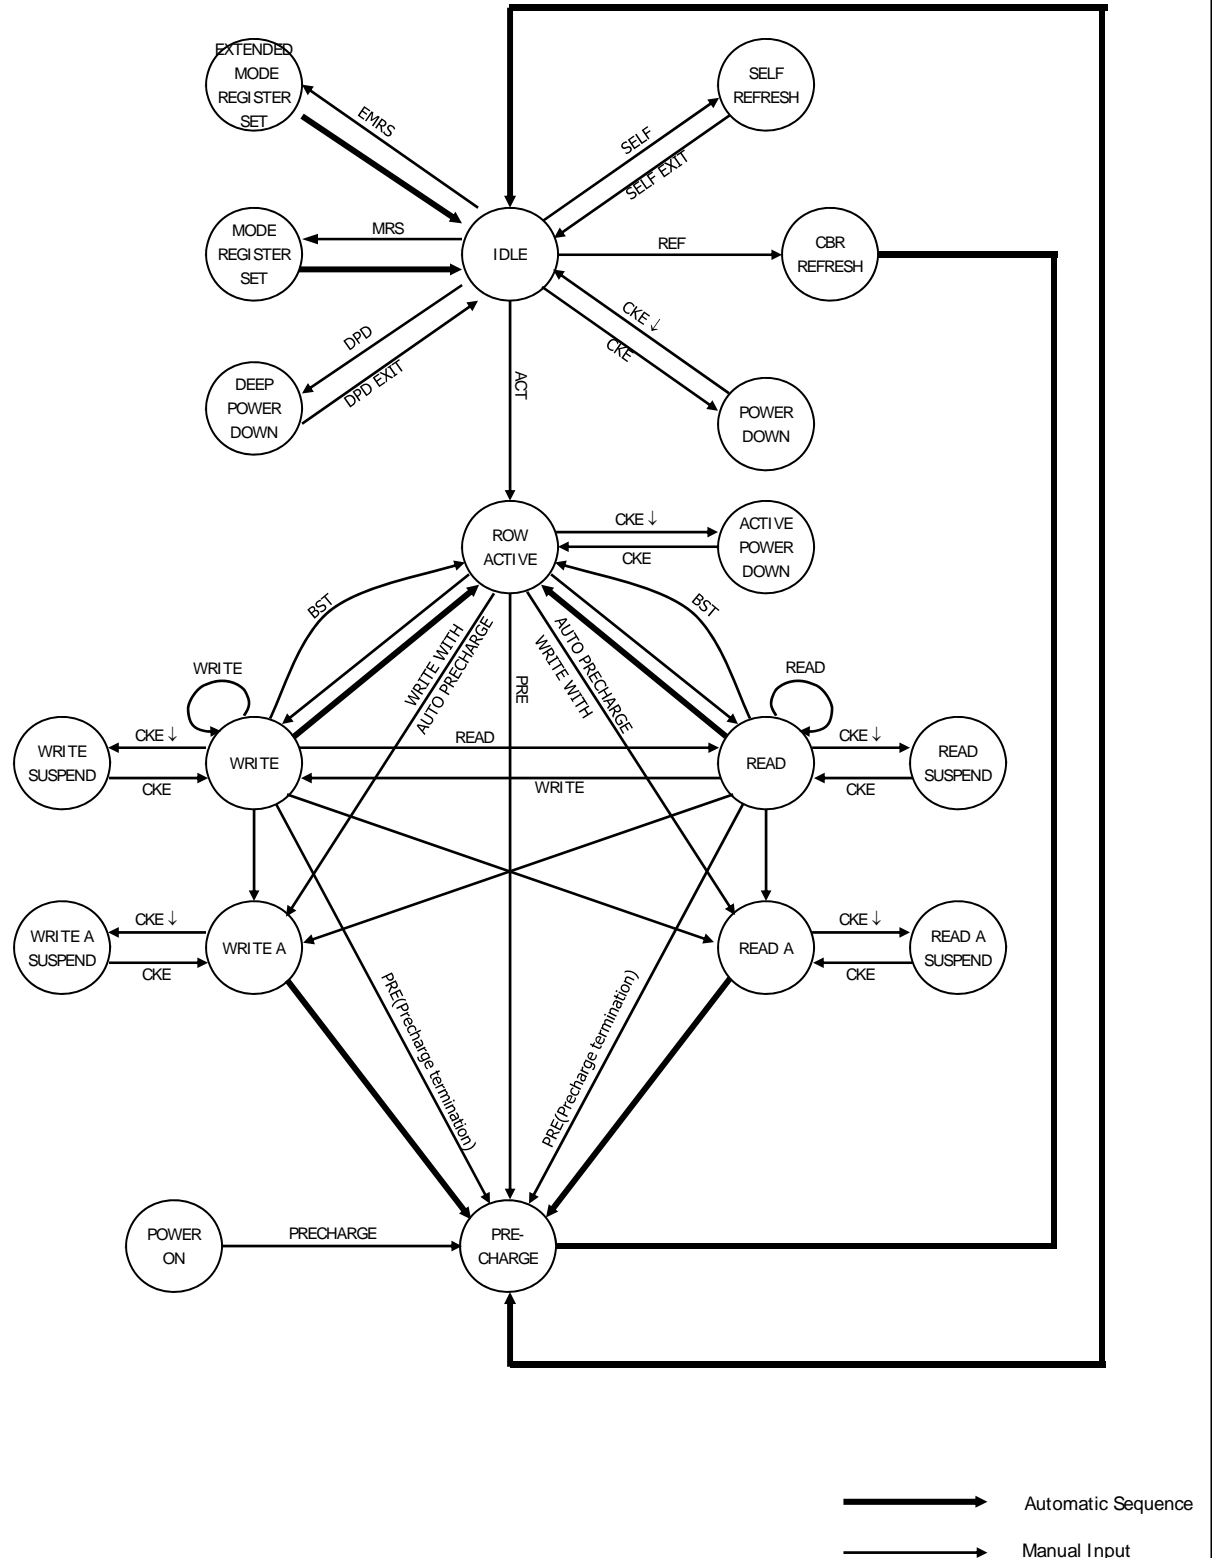 EXTENDED
MODE
REGISTER
SET
SELF
REFRESH
EMRS
SELF
SELF EXIT
MODE
REGISTER
SET
MRS
IDLE
REF
CBR
REFRESH
DPD
DPD EXIT
CKE ↓
CKE
ACT
DEEP
POWER
DOWN
POWER
DOWN
ROW
ACTIVE
CKE ↓
CKE
ACTIVE
POWER
DOWN
BST
BST
WRITE WITH
AUTO PRECHARGE
PRE
AUTO PRECHARGE
WRITE WITH
WRITE
READ
WRITE
SUSPEND
CKE ↓
CKE
WRITE
READ
WRITE
READ
CKE ↓
CKE
READ
SUSPEND
WRITE A
SUSPEND
CKE ↓
CKE
WRITE A
READ A
CKE ↓
CKE
READ A
SUSPEND
PRE(Precharge termination)
PRE(Precharge termination)
POWER
ON
PRECHARGE
PRE-
CHARGE
Automatic Sequence
Manual Input